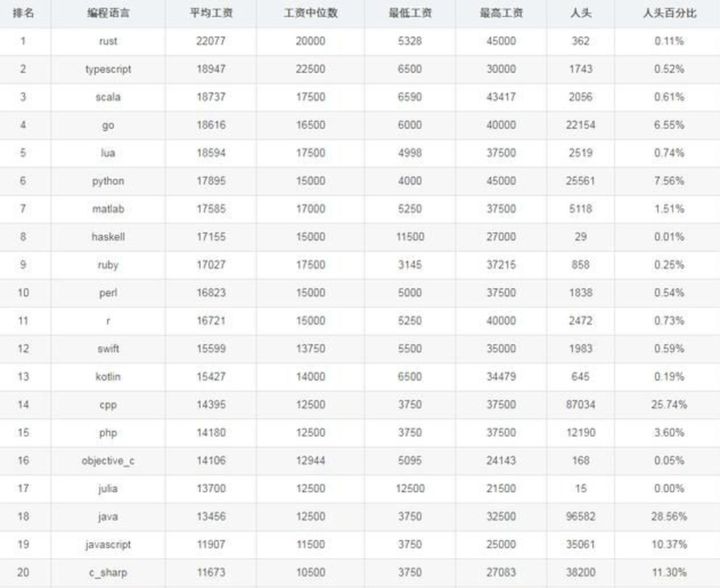 排名 编程语言 平均工资 工资中位数 最低工资 最高工资 人头 人头百分比
1 rust 22077 20000 5328 45000 362 0.11%
2 typescript 18947 22500 6500 30000 1743 0.52%
3 scala 18737 17500 6590 43417 2056 0.61%
4 go 18616 16500 6000 40000 22154 6.55%
5 lua 18594 17500 4998 37500 2519 0.74%
6 python 17895 15000 4000 45000 25561 7.56%
7 matlab 17585 17000 5250 37500 5118 1.51%
8 haskell 17155 15000 11500 27000 29 0.01%
9 ruby 17027 17500 3145 37215 858 0.25%
10 perl 16823 15000 5000 37500 1838 0.54%
11 r 16721 15000 5250 40000 2472 0.73%
12 swift 15599 13750 5500 35000 1983 0.59%
13 kotlin 15427 14000 6500 34479 645 0.19%
14 cpp 14395 12500 3750 37500 87034 25.74%
15 php 14180 12500 3750 37500 12190 3.60%
16 objective_c 14106 12944 5095 24143 168 0.05%
17 julia 13700 12500 12500 21500 15 0.00%
18 java 13456 12500 3750 32500 96582 28.56%
19 javascript 11907 11500 3750 25000 35061 10.37%
20 c_sharp 11673 10500 3750 27083 38200 11.30%